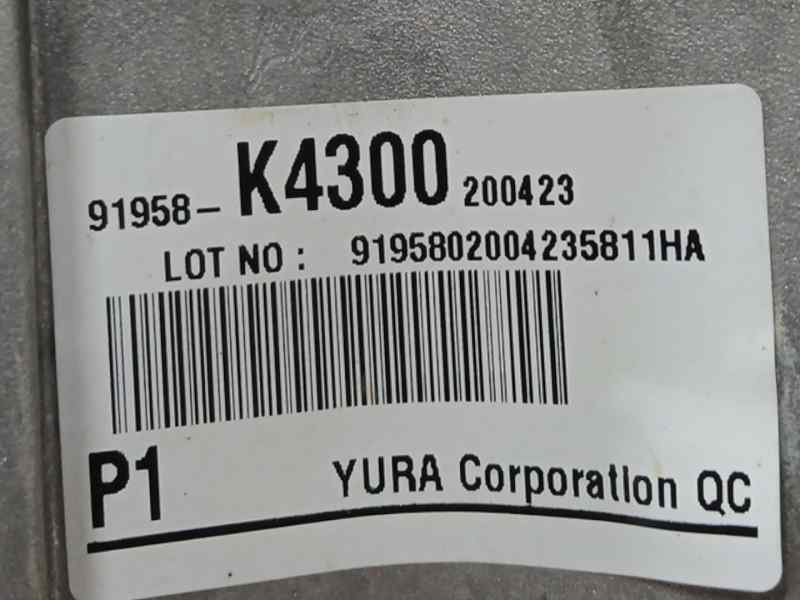 91958- K4300 200423
LOT NO : 9195802004235811HA
P1 YURA Corporation QC